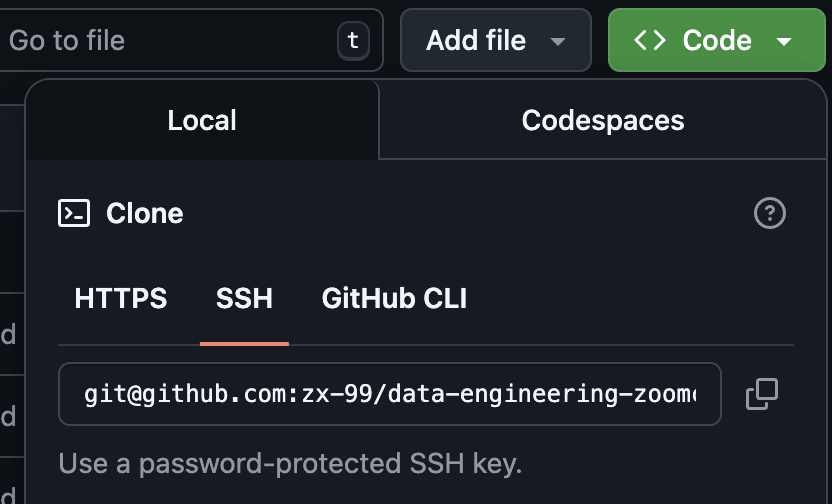 Go to file t Add file <> Code
Local Codespaces
Clone ?
HTTPS SSH GitHub CLI
git@github.com:zx-99/data-engineering-zoom
d
d
Use a password-protected SSH key.
d